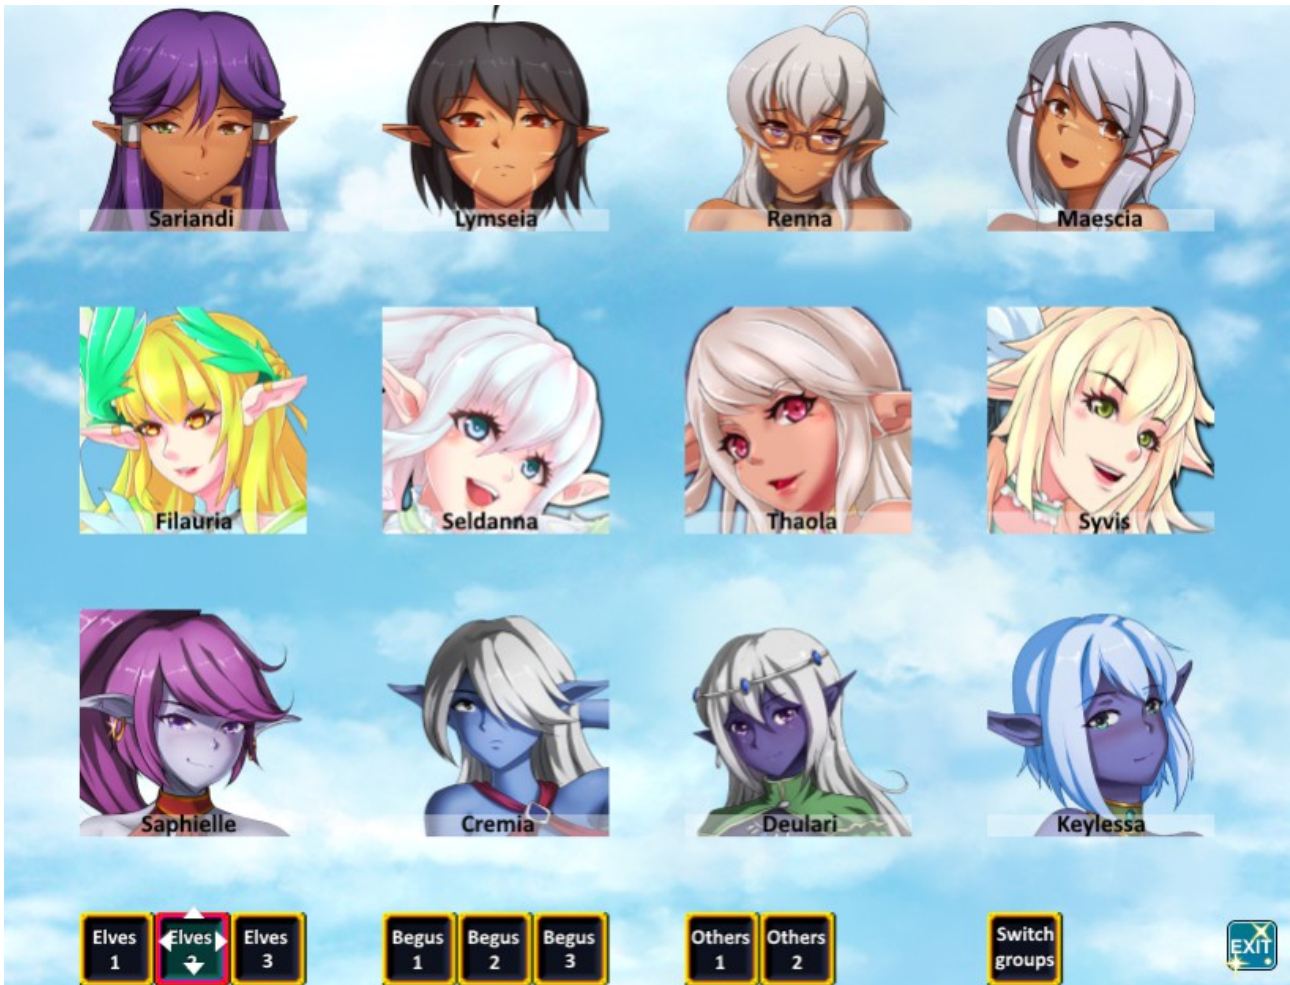 Sariandi
Lymseia
Renna
Maescia
Filauria
Seldanna
Thaola
Syvis
Saphielle
Cremia
Deulari
Keylessa
Elves
1
Elves
2
Elves
3
Begus
1
Begus
2
Begus
3
Others
1
Others
2
Switch
groups
EXIT